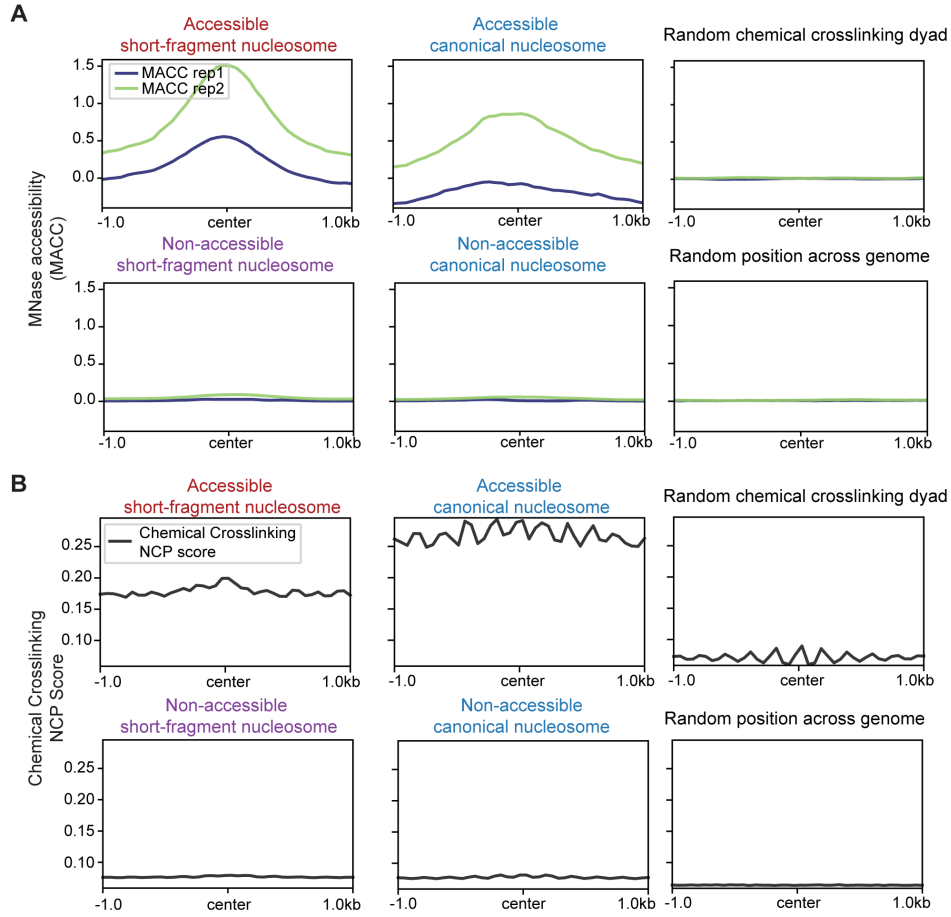 A
Accessible
short-fragment nucleosome
Accessible
canonical nucleosome
Random chemical crosslinking dyad
MNase accessibility
(MACC)
1.5
1.0
0.5
0.0
MACC rep1
MACC rep2
-1.0 center 1.0kb
-1.0 center 1.0kb
-1.0 center 1.0kb
Non-accessible
short-fragment nucleosome
Non-accessible
canonical nucleosome
Random position across genome
1.5
1.0
0.5
0.0
-1.0 center 1.0kb
-1.0 center 1.0kb
-1.0 center 1.0kb
B
Accessible
short-fragment nucleosome
Accessible
canonical nucleosome
Random chemical crosslinking dyad
Chemical Crosslinking
NCP Score
0.25
0.20
0.15
0.10
Chemical Crosslinking
NCP score
-1.0 center 1.0kb
-1.0 center 1.0kb
-1.0 center 1.0kb
Non-accessible
short-fragment nucleosome
Non-accessible
canonical nucleosome
Random position across genome
0.25
0.20
0.15
0.10
-1.0 center 1.0kb
-1.0 center 1.0kb
-1.0 center 1.0kb